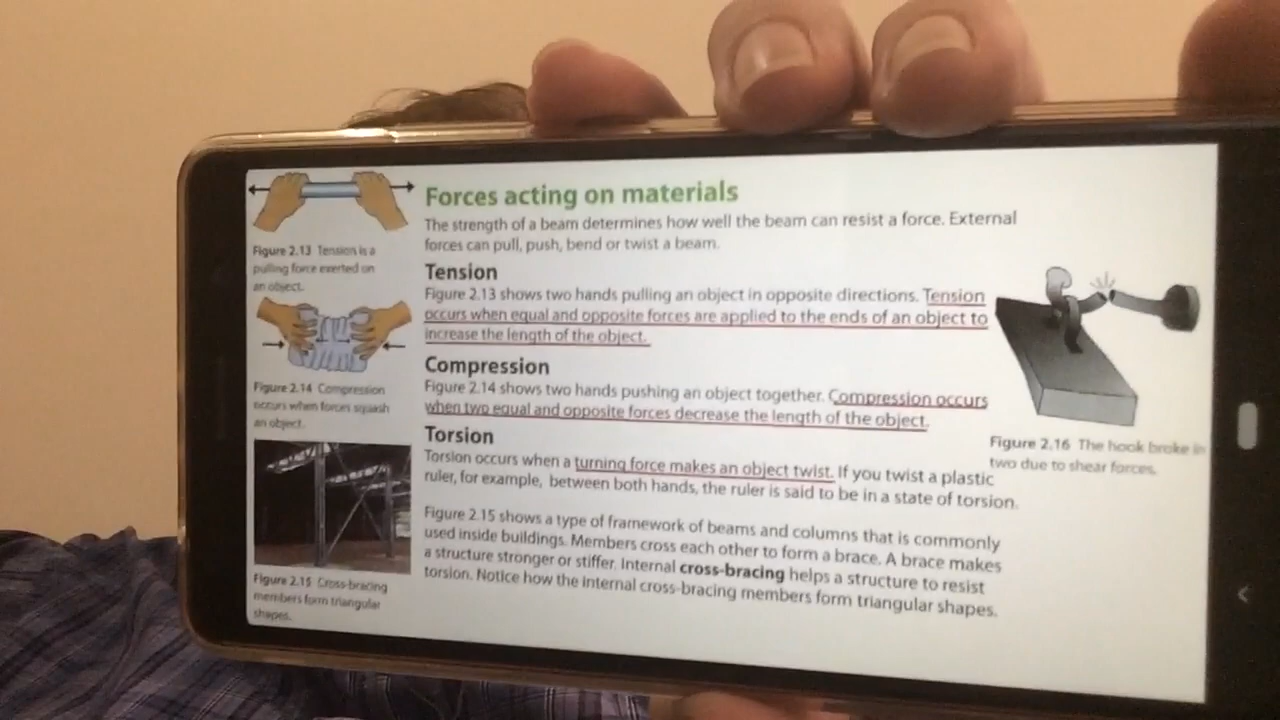 Forces acting on materials
The strength of a beam determines how well the beam can resist a force. External
forces can pull, push, bend or twist a beam.
Tension
Figure 2.13 shows two hands pulling an object in opposite directions. Tension
occurs when equal and opposite forces are applied to the ends of an object to
increase the length of the object.
Compression
Figure 2.14 shows two hands pushing an object together. Compression occurs
when two equal and opposite forces decrease the length of the object.
Torsion
Torsion occurs when a turning force makes an object twist. If you twist a plastic
ruler, for example, between both hands, the ruler is said to be in a state of torsion.
Figure 2.15 shows a type of framework of beams and columns that is commonly
used inside buildings. Members cross each other to form a brace. A brace makes
a structure stronger or stiffer. Internal cross-bracing helps a structure to resist
torsion. Notice how the internal cross-bracing members form triangular shapes.
Figure 2.13 Tension is a
pulling force exerted on
an object.
Figure 2.14 Compression
occurs when forces squash
an object.
Figure 2.15 Cross-bracing
members form triangular
shapes.
Figure 2.16 The hook broke in
two due to shear forces.